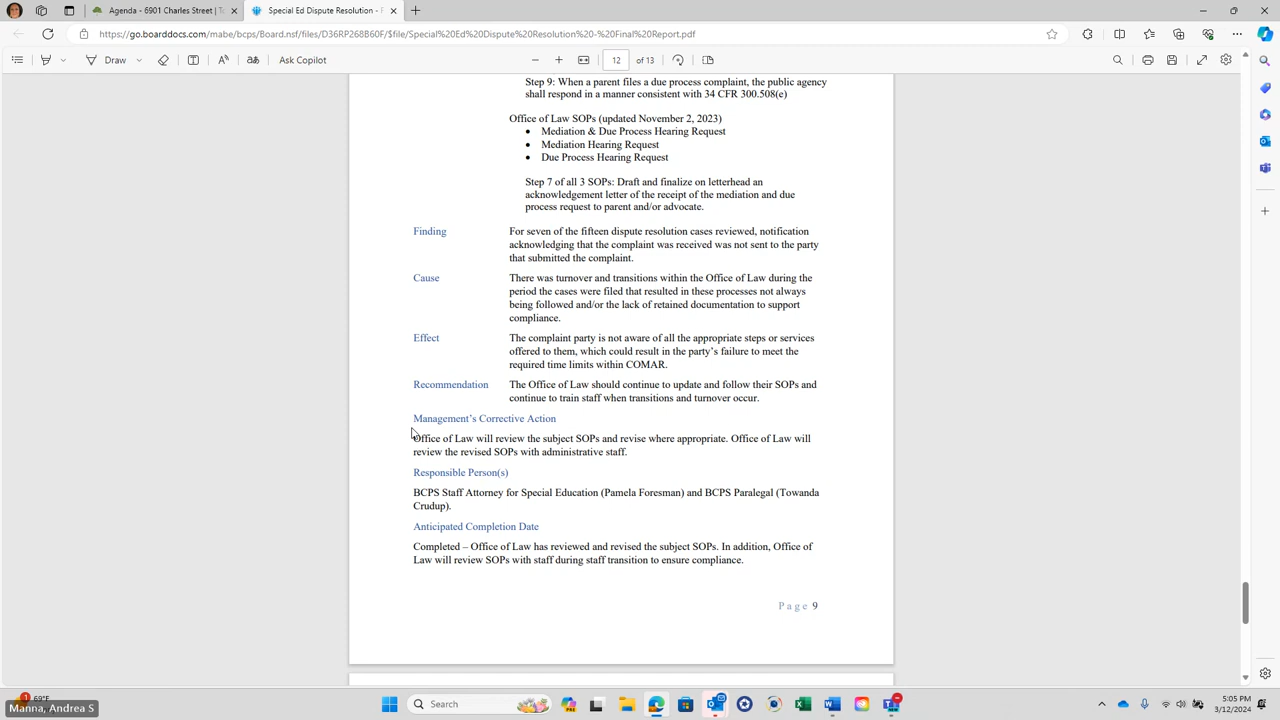 Agenda - 6901 Charles Street | T
Special Ed Dispute Resolution - F
https://go.boarddocs.com/mabe/bcps/Board.nsf/files/D36RP268B60F/$file/Special%20Ed%20Dispute%20Resolution%20-%20Final%20Report.pdf
Draw
Ask Copilot
12 of 13
Step 9: When a parent files a due process complaint, the public agency
shall respond in a manner consistent with 34 CFR 300.508(e)
Office of Law SOPs (updated November 2, 2023)
• Mediation & Due Process Hearing Request
• Mediation Hearing Request
• Due Process Hearing Request
Step 7 of all 3 SOPs: Draft and finalize on letterhead an
acknowledgement letter of the receipt of the mediation and due
process request to parent and/or advocate.
Finding For seven of the fifteen dispute resolution cases reviewed, notification
acknowledging that the complaint was received was not sent to the party
that submitted the complaint.
Cause There was turnover and transitions within the Office of Law during the
period the cases were filed that resulted in these processes not always
being followed and/or the lack of retained documentation to support
compliance.
Effect The complaint party is not aware of all the appropriate steps or services
offered to them, which could result in the party's failure to meet the
required time limits within COMAR.
Recommendation The Office of Law should continue to update and follow their SOPs and
continue to train staff when transitions and turnover occur.
Management's Corrective Action
Office of Law will review the subject SOPs and revise where appropriate. Office of Law will
review the revised SOPs with administrative staff.
Responsible Person(s)
BCPS Staff Attorney for Special Education (Pamela Foresman) and BCPS Paralegal (Towanda
Crudup).
Anticipated Completion Date
Completed – Office of Law has reviewed and revised the subject SOPs. In addition, Office of
Law will review SOPs with staff during staff transition to ensure compliance.
Page 9
1 69°F
Manna, Andrea S
Search
5:05 PM
3/12/2024